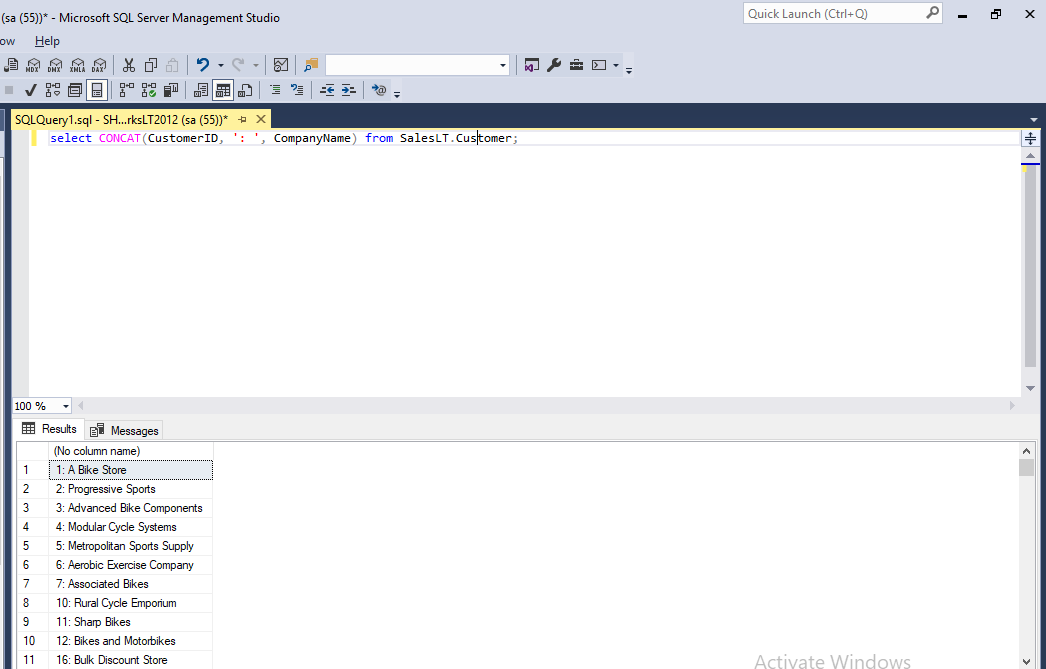 (sa (55))* - Microsoft SQL Server Management Studio
Quick Launch (Ctrl+Q)
ow Help
MDX DMX XMLA DAX
SQLQuery1.sql - SH...rksLT2012 (sa (55))*
select CONCAT(CustomerID, ': ', CompanyName) from SalesLT.Customer;
100 %
Results Messages
(No column name)
1 1: A Bike Store
2 2: Progressive Sports
3 3: Advanced Bike Components
4 4: Modular Cycle Systems
5 5: Metropolitan Sports Supply
6 6: Aerobic Exercise Company
7 7: Associated Bikes
8 10: Rural Cycle Emporium
9 11: Sharp Bikes
10 12: Bikes and Motorbikes
11 16: Bulk Discount Store
Activate Windows